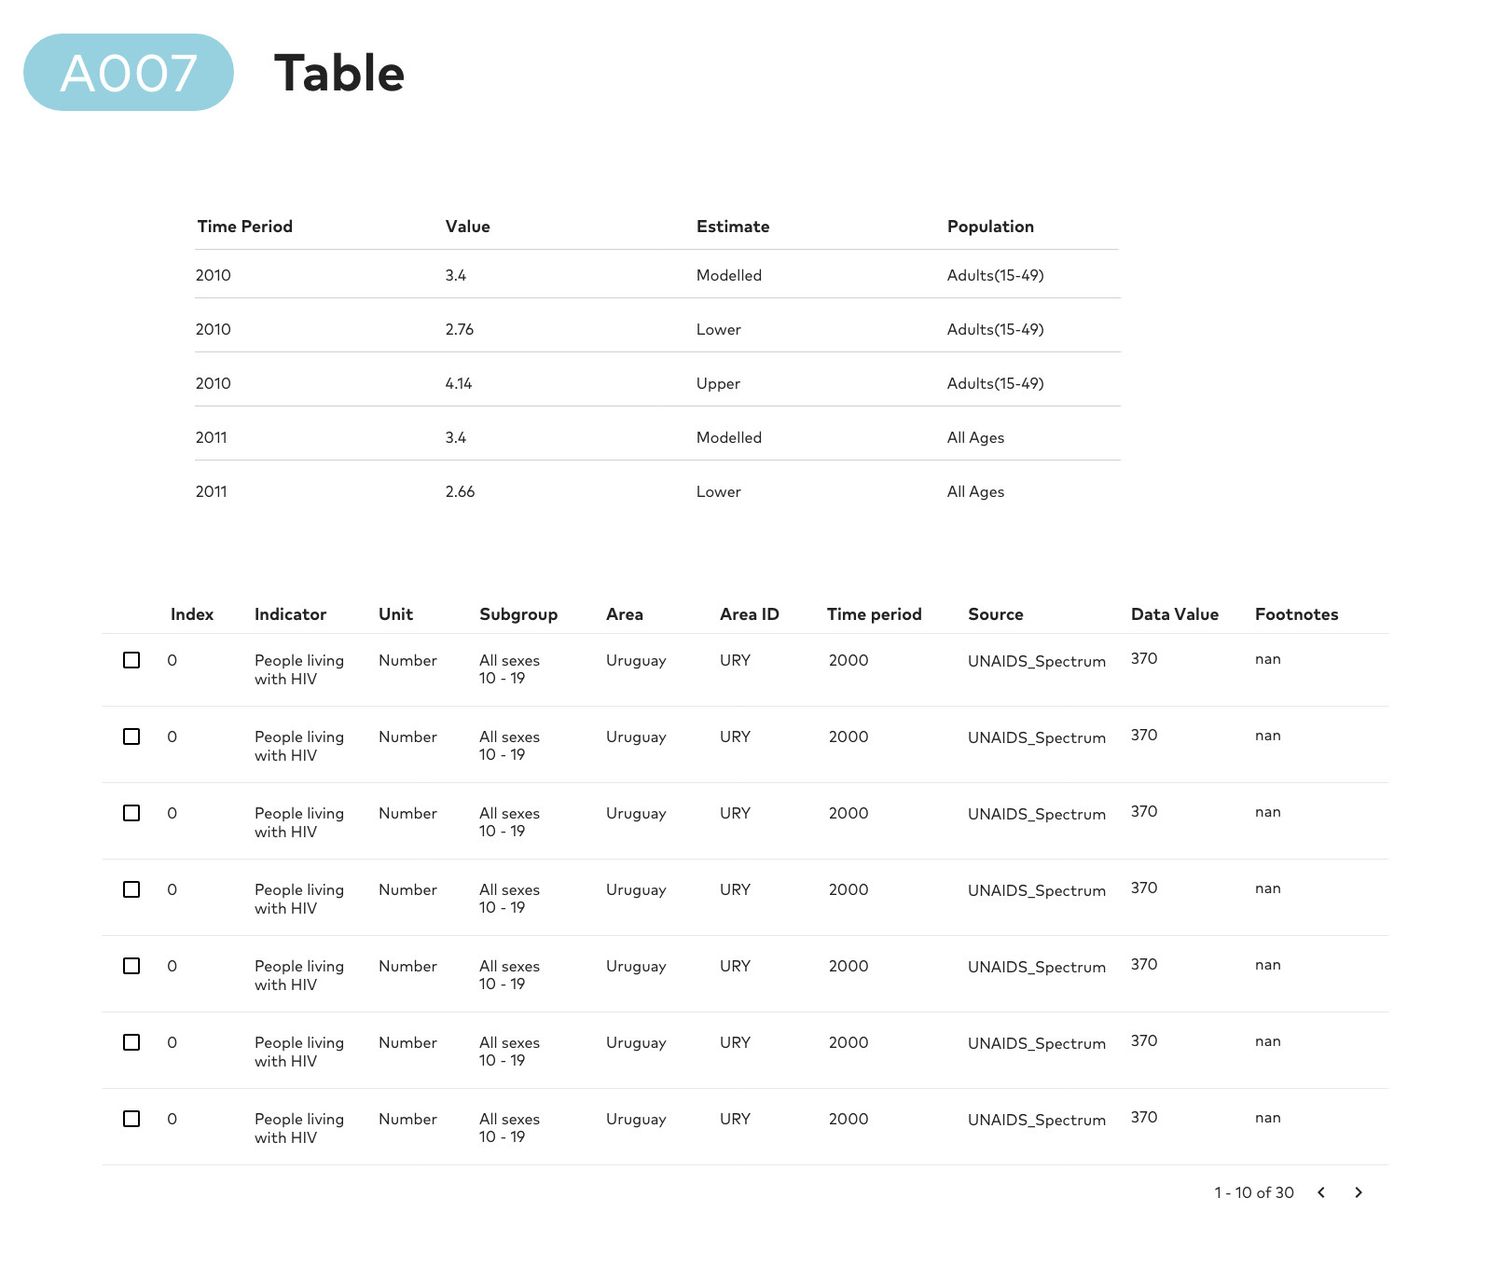 A007 Table
Time Period Value Estimate Population
2010 3.4 Modelled Adults(15-49)
2010 2.76 Lower Adults(15-49)
2010 4.14 Upper Adults(15-49)
2011 3.4 Modelled All Ages
2011 2.66 Lower All Ages
Index Indicator Unit Subgroup Area Area ID Time period Source Data Value Footnotes
0 People living Number All sexes Uruguay URY 2000 UNAIDS_Spectrum 370 nan
with HIV 10 - 19
0 People living Number All sexes Uruguay URY 2000 UNAIDS_Spectrum 370 nan
with HIV 10 - 19
0 People living Number All sexes Uruguay URY 2000 UNAIDS_Spectrum 370 nan
with HIV 10 - 19
0 People living Number All sexes Uruguay URY 2000 UNAIDS_Spectrum 370 nan
with HIV 10 - 19
0 People living Number All sexes Uruguay URY 2000 UNAIDS_Spectrum 370 nan
with HIV 10 - 19
0 People living Number All sexes Uruguay URY 2000 UNAIDS_Spectrum 370 nan
with HIV 10 - 19
0 People living Number All sexes Uruguay URY 2000 UNAIDS_Spectrum 370 nan
with HIV 10 - 19
1 - 10 of 30